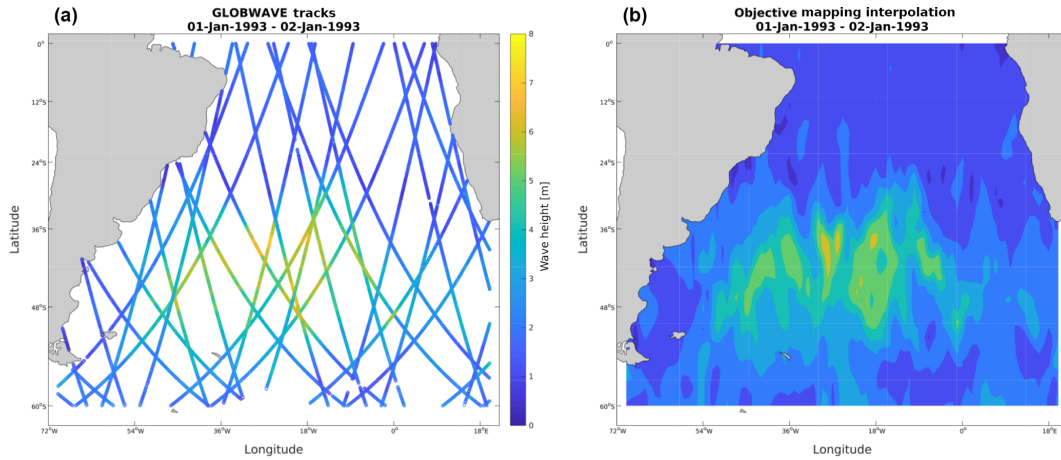 (a)
GLOBWAVE tracks
01-Jan-1993 - 02-Jan-1993
0°
12°S
24°S
36°S
48°S
60°S
Latitude
72°W
54°W
36°W
18°W
0°
18°E
Longitude
8
7
6
5
4
3
2
1
0
Wave height [m]
(b)
Objective mapping interpolation
01-Jan-1993 - 02-Jan-1993
0°
12°S
24°S
36°S
48°S
60°S
Latitude
72°W
54°W
36°W
18°W
0°
18°E
Longitude